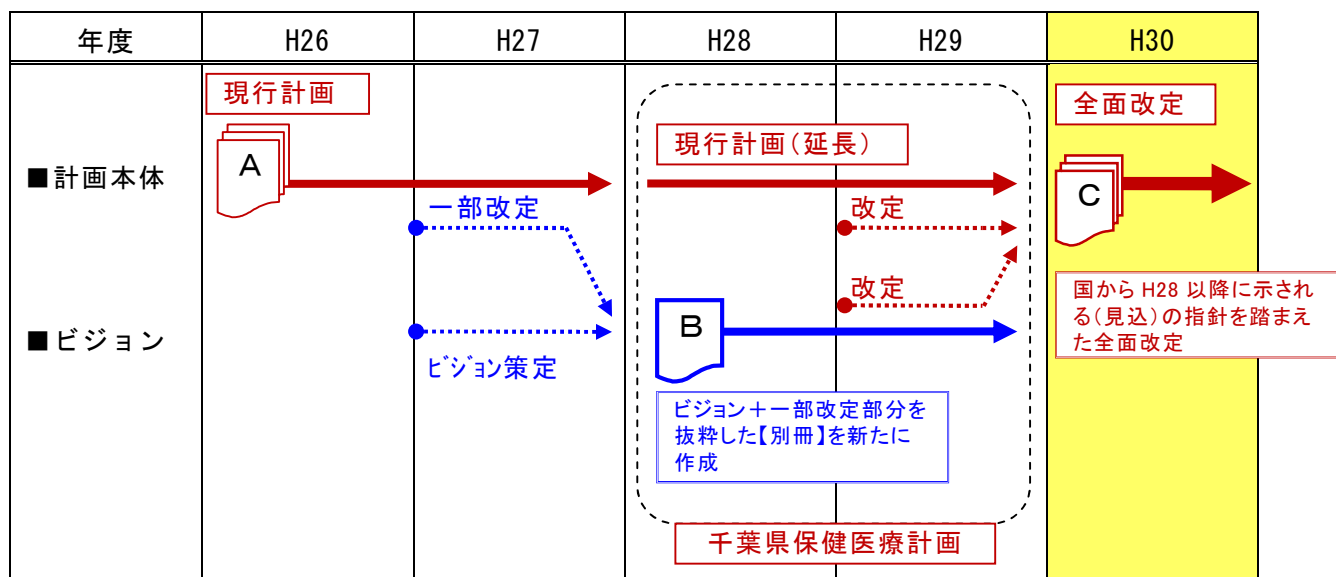 年度 H26 H27 H28 H29 H30
現行計画
全面改定
現行計画(延長)
■計画本体
A
C
一部改定
改定
改定
国から H28 以降に示され
る(見込)の指針を踏まえ
た全面改定
■ビジョン
B
ビジョン策定
ビジョン+一部改定部分を
抜粋した【別冊】を新たに
作成
千葉県保健医療計画